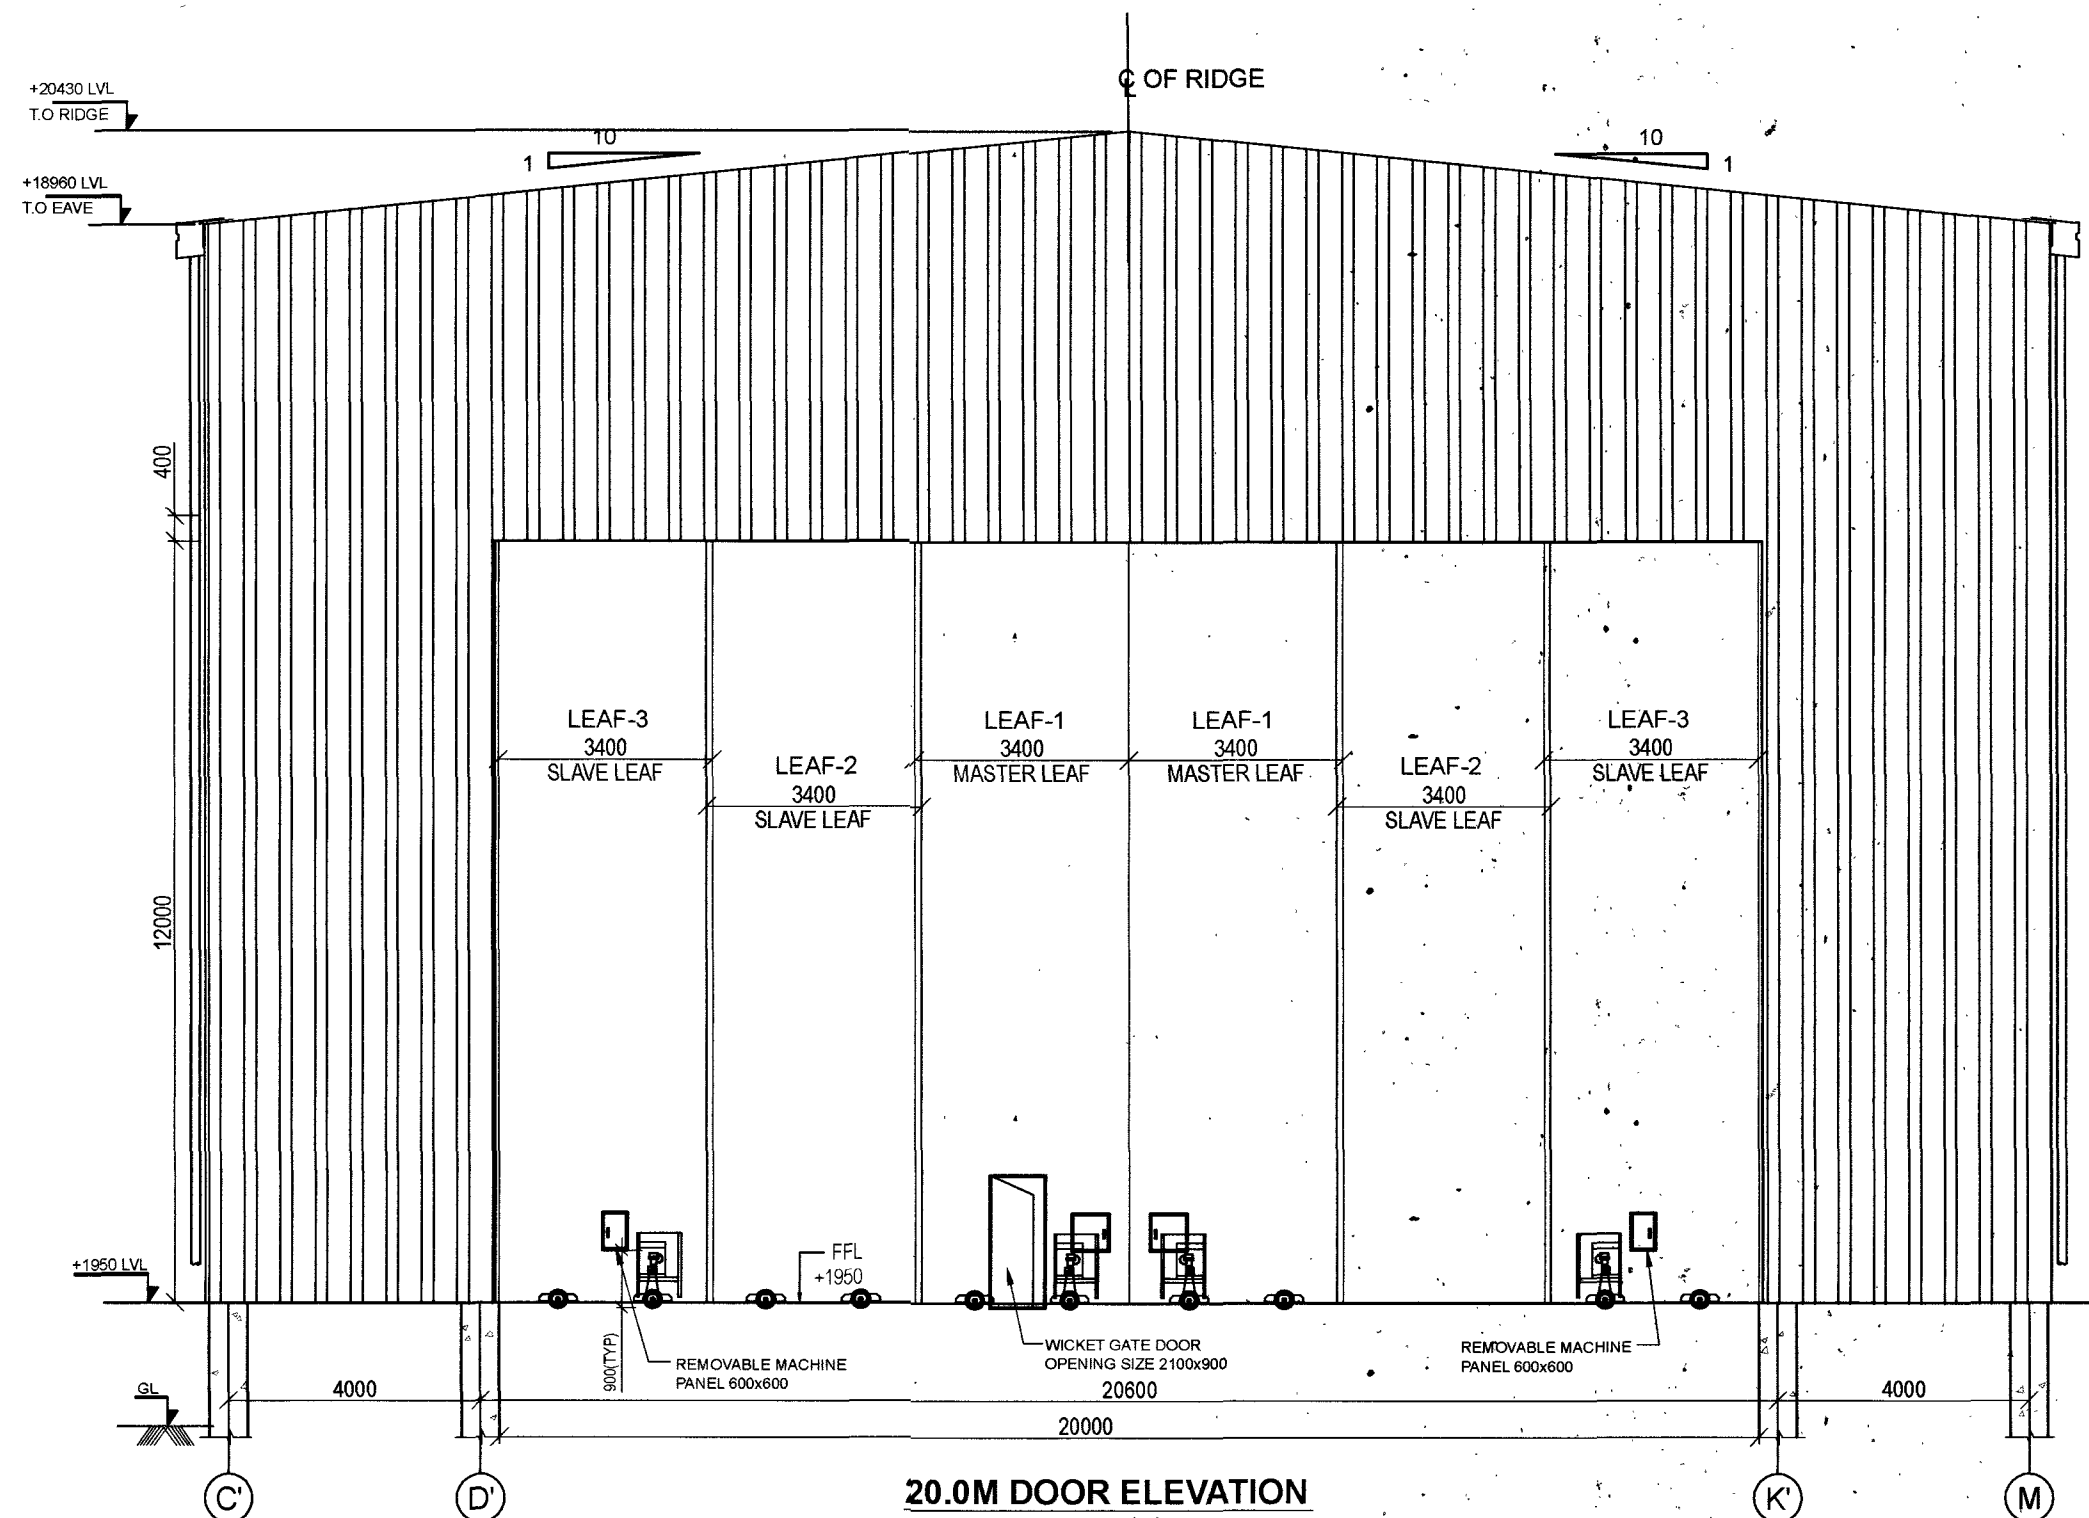 ℄ OF RIDGE
+20430 LVL
T.O RIDGE
10
1
10
1
+18960 LVL
T.O EAVE
400
12000
LEAF-3
3400
SLAVE LEAF
LEAF-2
3400
SLAVE LEAF
LEAF-1
3400
MASTER LEAF
LEAF-1
3400
MASTER LEAF
LEAF-2
3400
SLAVE LEAF
LEAF-3
3400
SLAVE LEAF
+1950 LVL
FFL
+1950
900(TYP)
REMOVABLE MACHINE
PANEL 600x600
WICKET GATE DOOR
OPENING SIZE 2100x900
REMOVABLE MACHINE
PANEL 600x600
GL
4000
20600
4000
20000
C'
D'
K'
M
20.0M DOOR ELEVATION